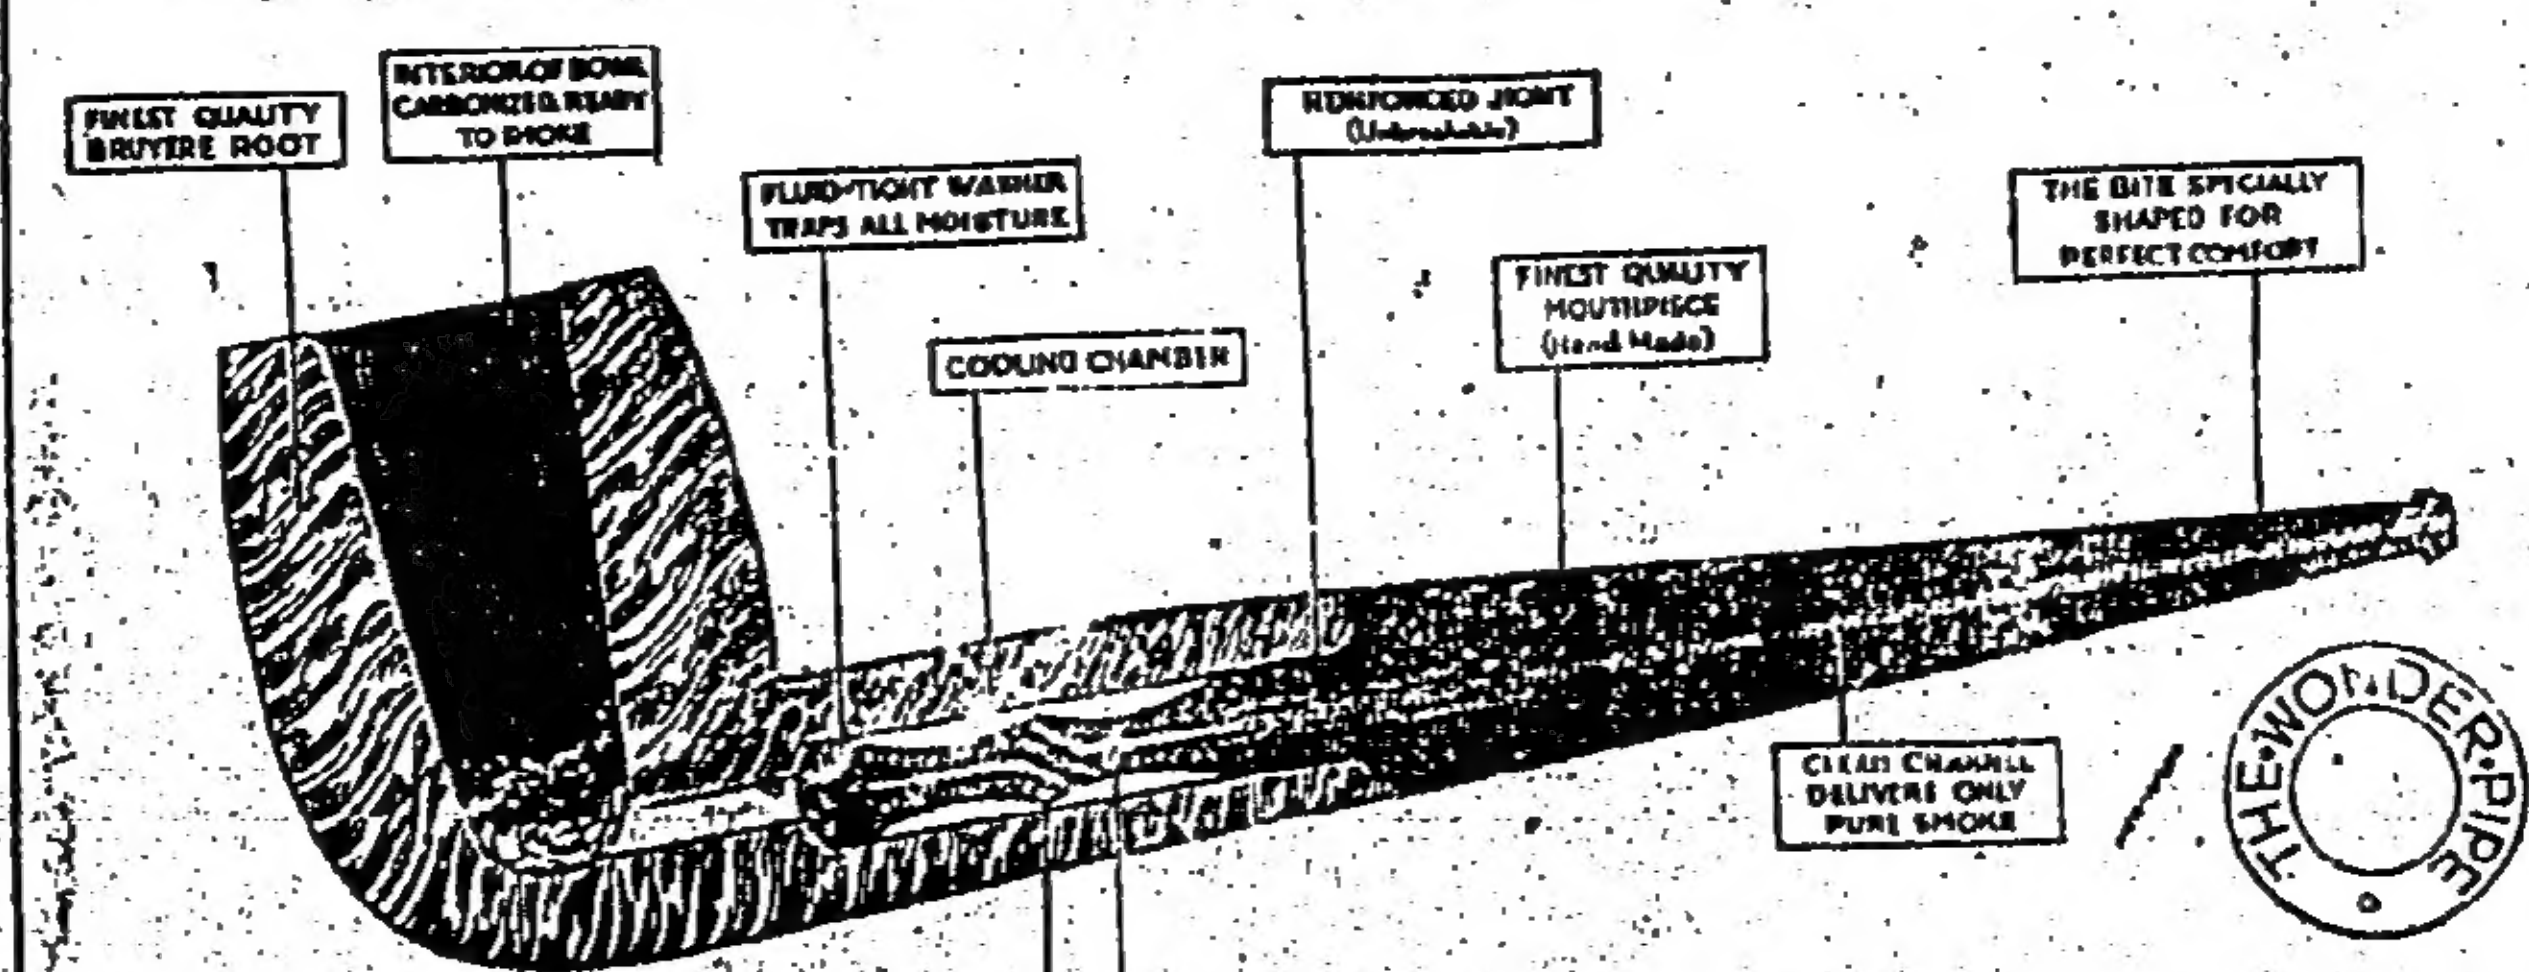 FINEST QUALITY
BRUYERE ROOT
INTERIOR OF BOWL
CARBONIZED, READY
TO SMOKE
FLUID-TIGHT WASHER
TRAPS ALL MOISTURE
COOLING CHAMBER
REINFORCED JOINT
(Unbreakable)
FINEST QUALITY
MOUTHPIECE
(Hand Made)
THE BITE SPECIALLY
SHAPED FOR
PERFECT COMFORT
CLEAN CHANNEL
DELIVERS ONLY
PURE SMOKE
THE·WONDER·PIPE